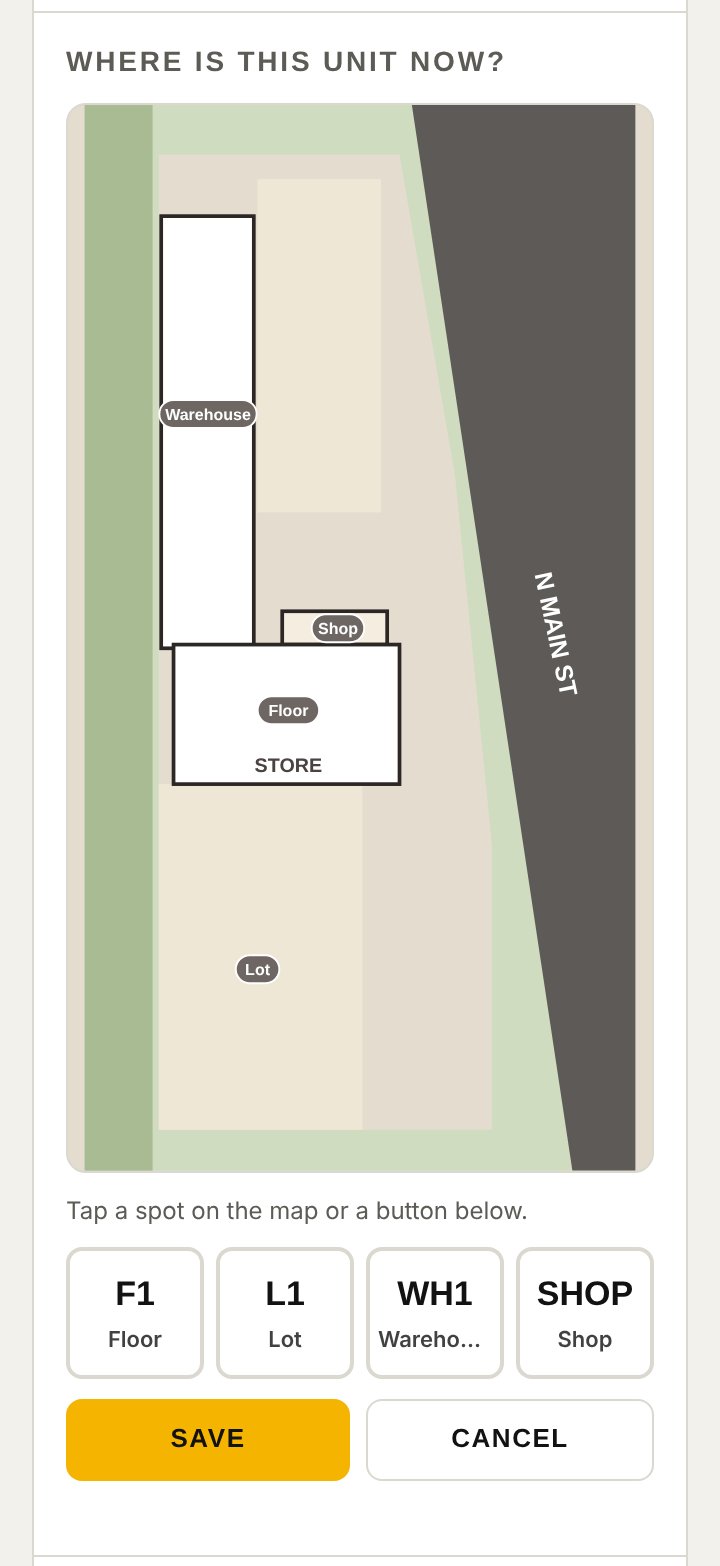 WHERE IS THIS UNIT NOW?
Warehouse
N MAIN ST
Shop
Floor
STORE
Lot
Tap a spot on the map or a button below.
F1
Floor
L1
Lot
WH1
Wareho...
SHOP
Shop
SAVE
CANCEL